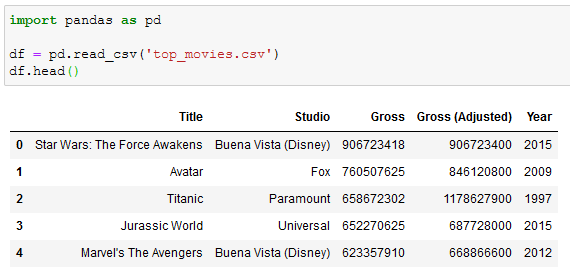 import pandas as pd
df = pd.read_csv('top_movies.csv')
df.head()
Title Studio Gross Gross (Adjusted) Year
0 Star Wars: The Force Awakens Buena Vista (Disney) 906723418 906723400 2015
1 Avatar Fox 760507625 846120800 2009
2 Titanic Paramount 658672302 1178627900 1997
3 Jurassic World Universal 652270625 687728000 2015
4 Marvel's The Avengers Buena Vista (Disney) 623357910 668866600 2012